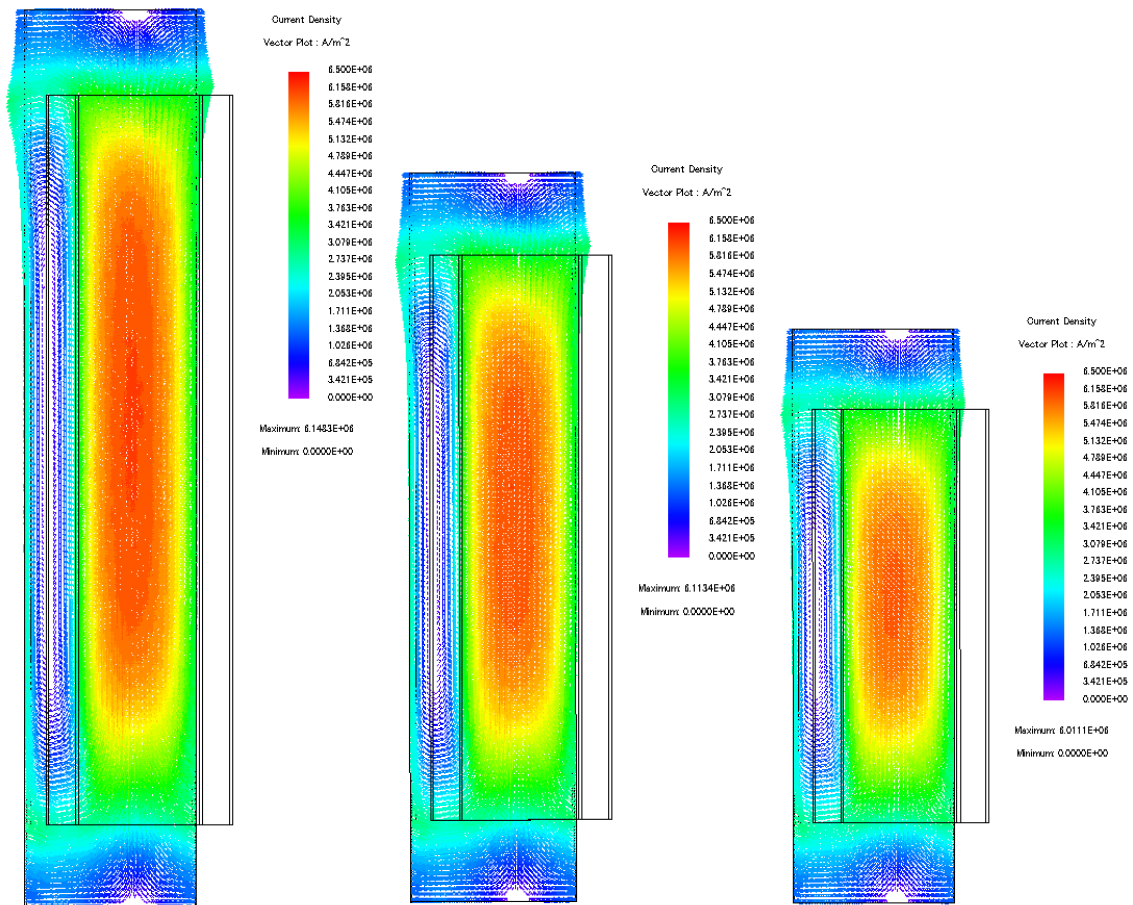 Current Density
Vector Plot : A/m^2
6.500E+06
6.158E+06
5.816E+06
5.474E+06
5.132E+06
4.789E+06
4.447E+06
4.105E+06
3.763E+06
3.421E+06
3.079E+06
2.737E+06
2.395E+06
2.053E+06
1.711E+06
1.368E+06
1.026E+06
6.842E+05
3.421E+05
0.000E+00
Maximum: 6.1483E+06
Minimum: 0.0000E+00
Current Density
Vector Plot : A/m^2
6.500E+06
6.158E+06
5.816E+06
5.474E+06
5.132E+06
4.789E+06
4.447E+06
4.105E+06
3.763E+06
3.421E+06
3.079E+06
2.737E+06
2.395E+06
2.053E+06
1.711E+06
1.368E+06
1.026E+06
6.842E+05
3.421E+05
0.000E+00
Maximum: 6.1134E+06
Minimum: 0.0000E+00
Current Density
Vector Plot : A/m^2
6.500E+06
6.158E+06
5.816E+06
5.474E+06
5.132E+06
4.789E+06
4.447E+06
4.105E+06
3.763E+06
3.421E+06
3.079E+06
2.737E+06
2.395E+06
2.053E+06
1.711E+06
1.368E+06
1.026E+06
6.842E+05
3.421E+05
0.000E+00
Maximum: 6.0111E+06
Minimum: 0.0000E+00